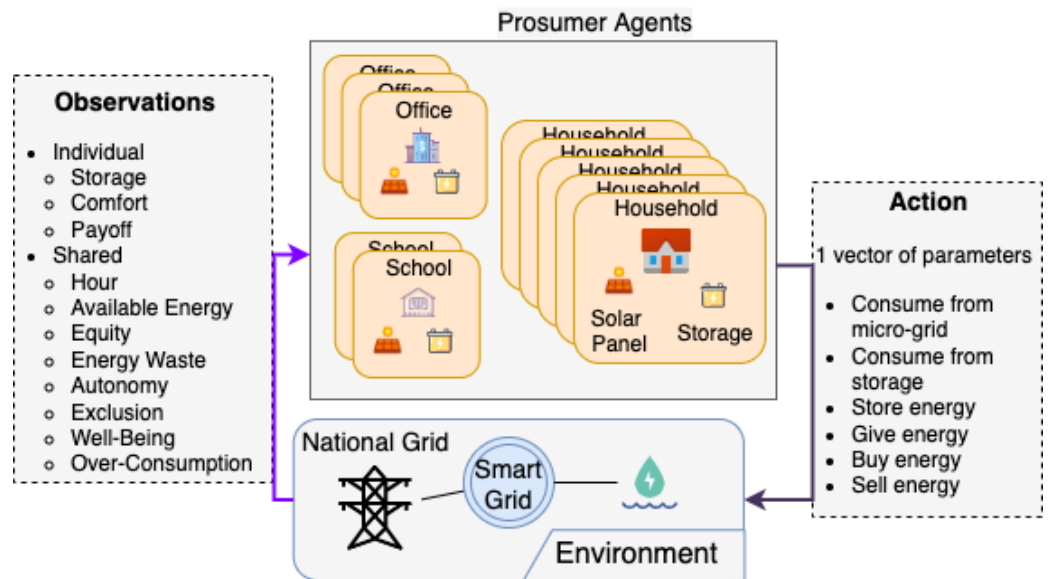 Prosumer Agents
Observations
Individual
Storage
Comfort
Payoff
Shared
Hour
Available Energy
Equity
Energy Waste
Autonomy
Exclusion
Well-Being
Over-Consumption
Office
Office
Office
School
School
Household
Household
Household
Household
Household
Solar
Panel
Storage
Action
1 vector of parameters
Consume from
micro-grid
Consume from
storage
Store energy
Give energy
Buy energy
Sell energy
National Grid
Smart
Grid
Environment